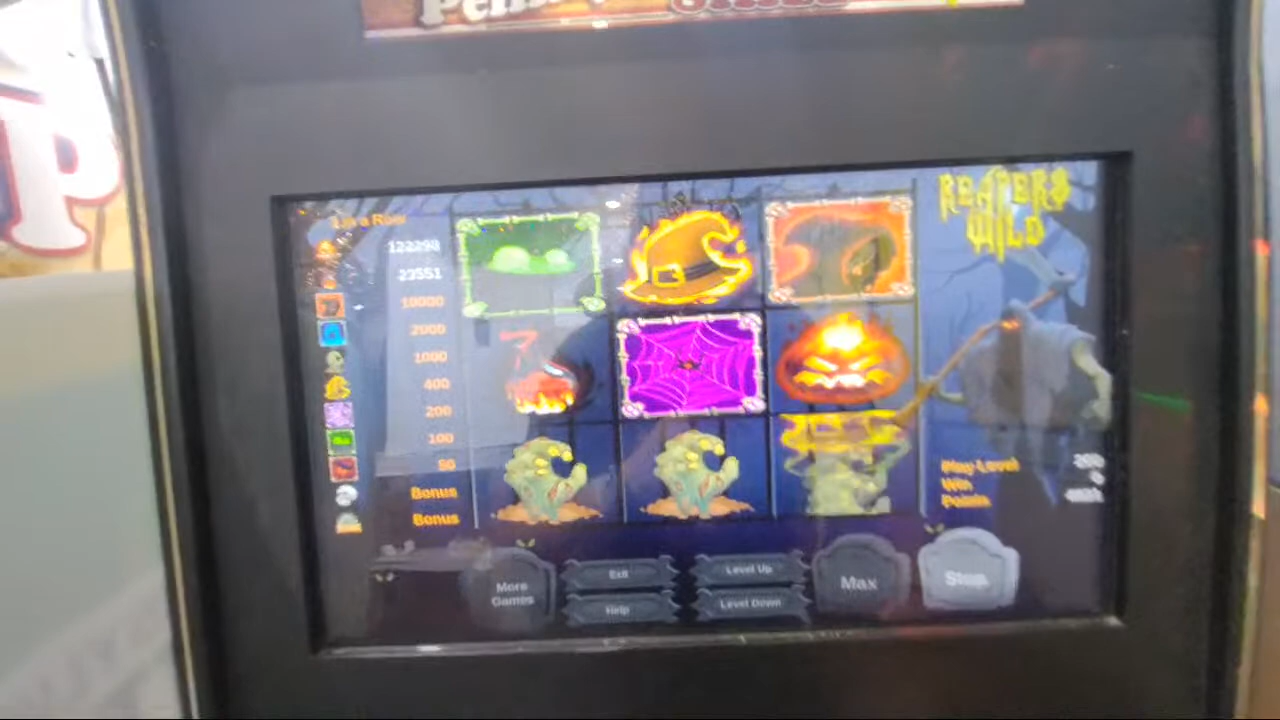 P
REAPERS
WILD
122298
23551
10000
2000
1000
400
200
100
50
Bonus
Bonus
7
Play Level
Win
Points
More
Games
Exit
Help
Level Up
Level Down
Max
Stop